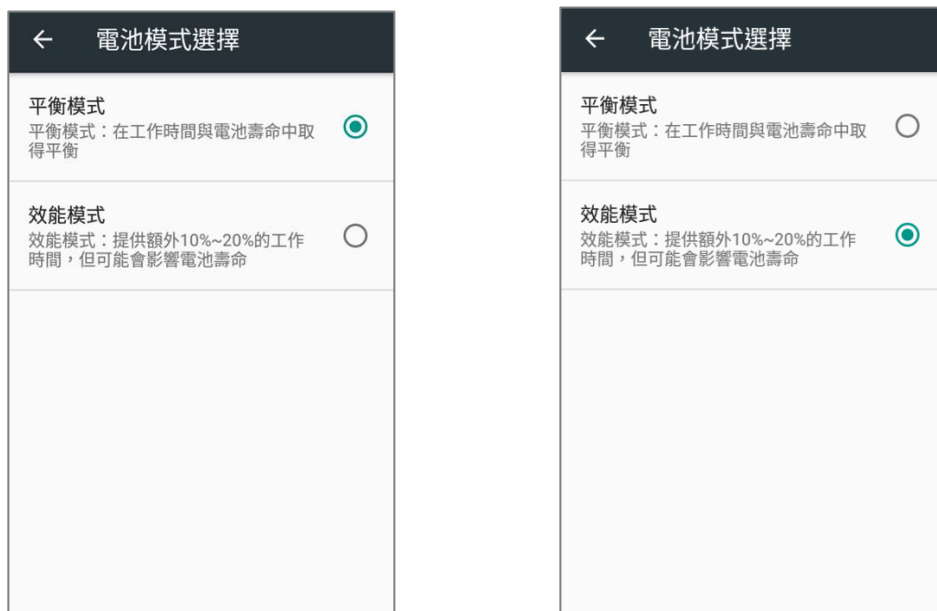 電池模式選擇
平衡模式
平衡模式：在工作時間與電池壽命中取
得平衡
效能模式
效能模式：提供額外10%~20%的工作
時間，但可能會影響電池壽命
電池模式選擇
平衡模式
平衡模式：在工作時間與電池壽命中取
得平衡
效能模式
效能模式：提供額外10%~20%的工作
時間，但可能會影響電池壽命